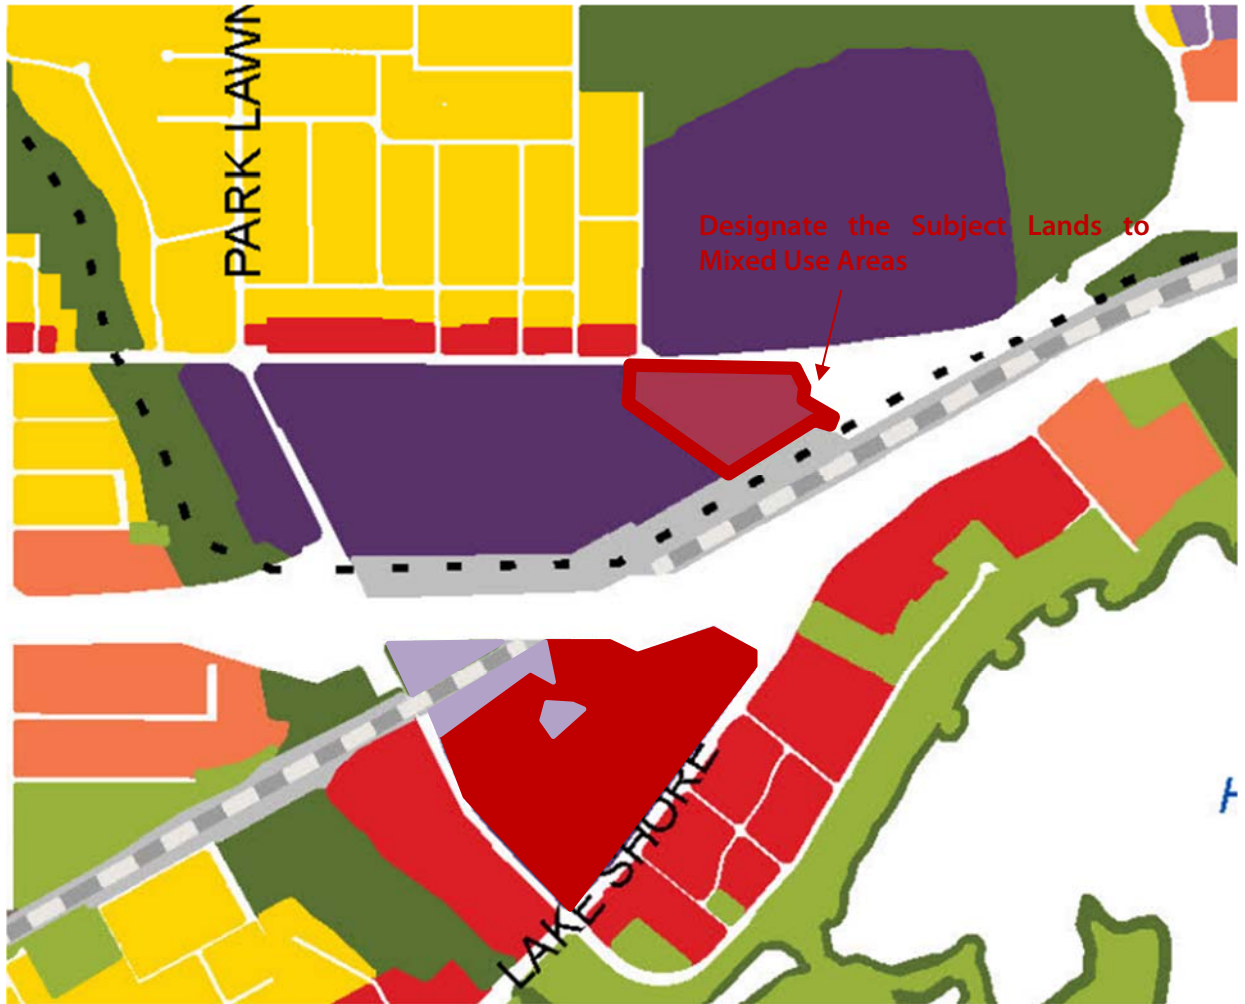 PARK LAWN
Designate the Subject Lands to
Mixed Use Areas
LAKE SHORE
H